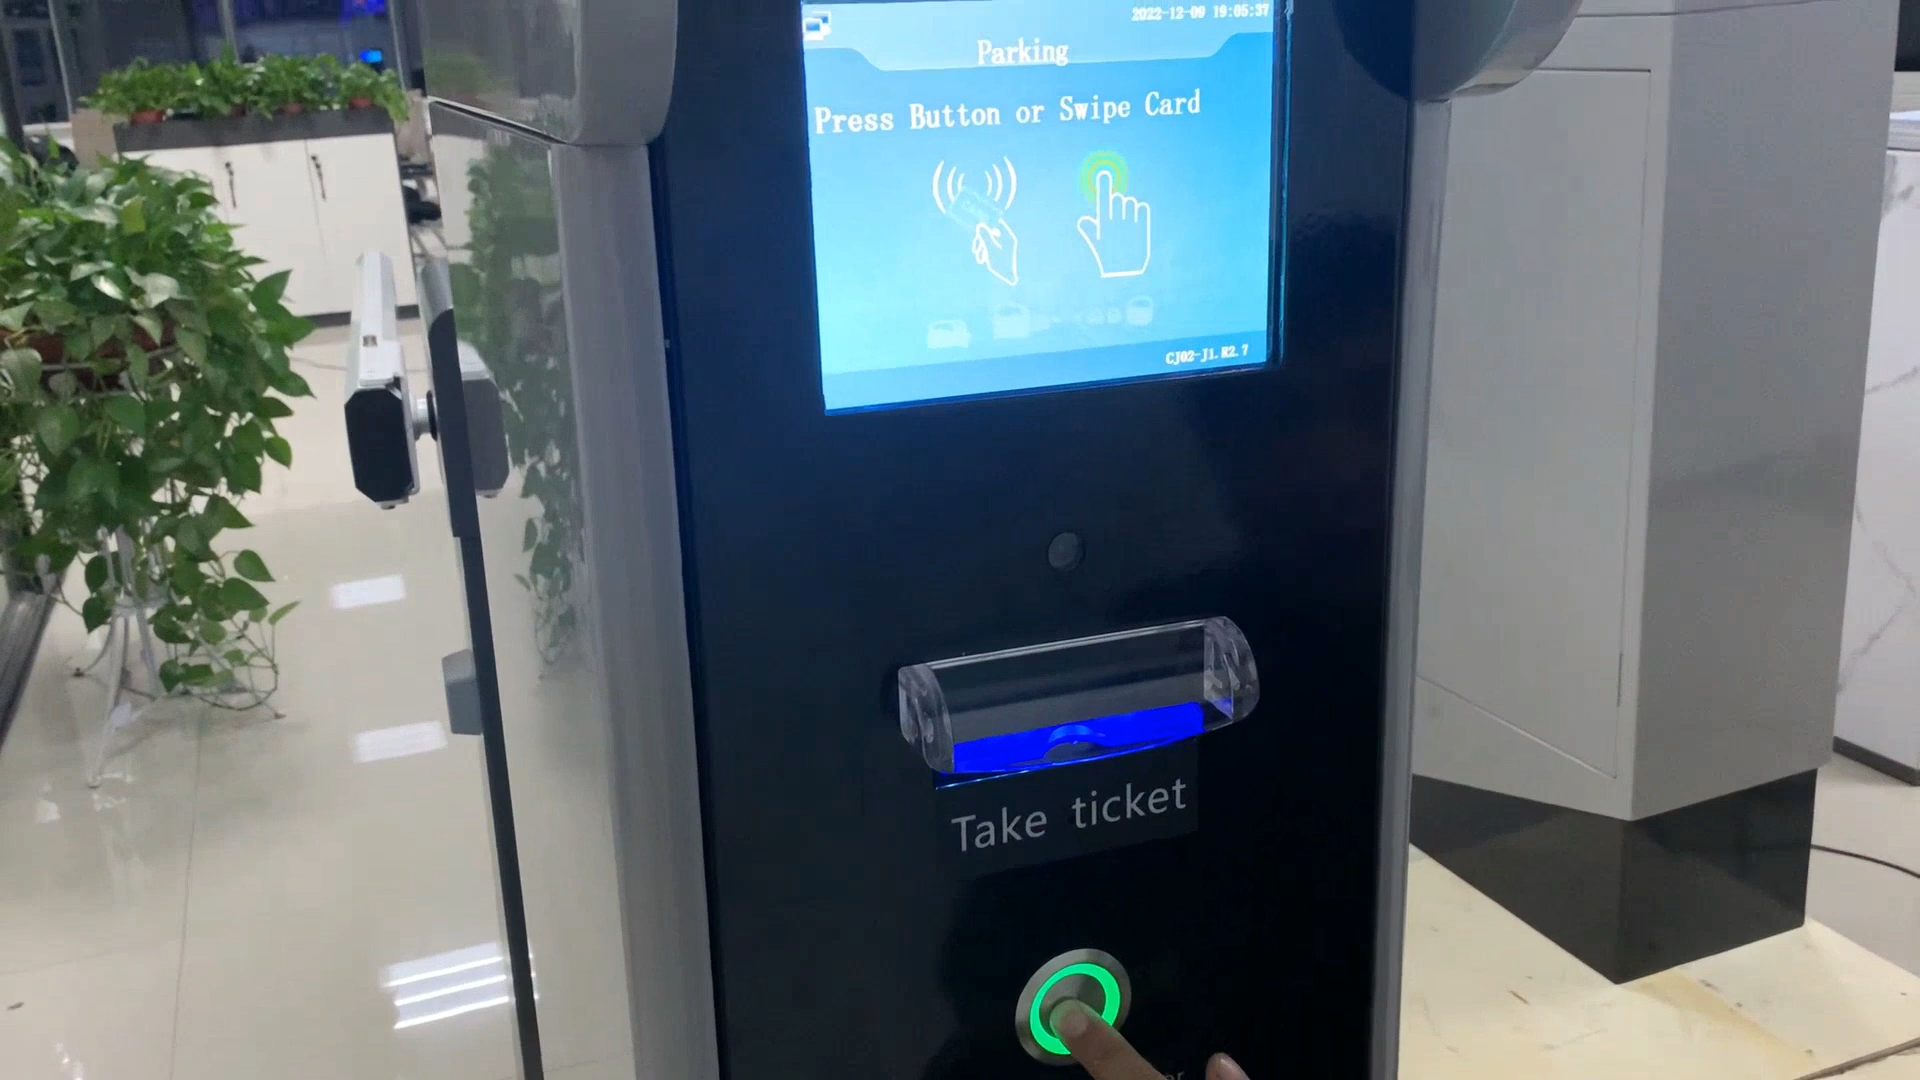 2022-12-09 19:05:37
Parking
Press Button or Swipe Card
CJ02-J1.R2.7
Take ticket